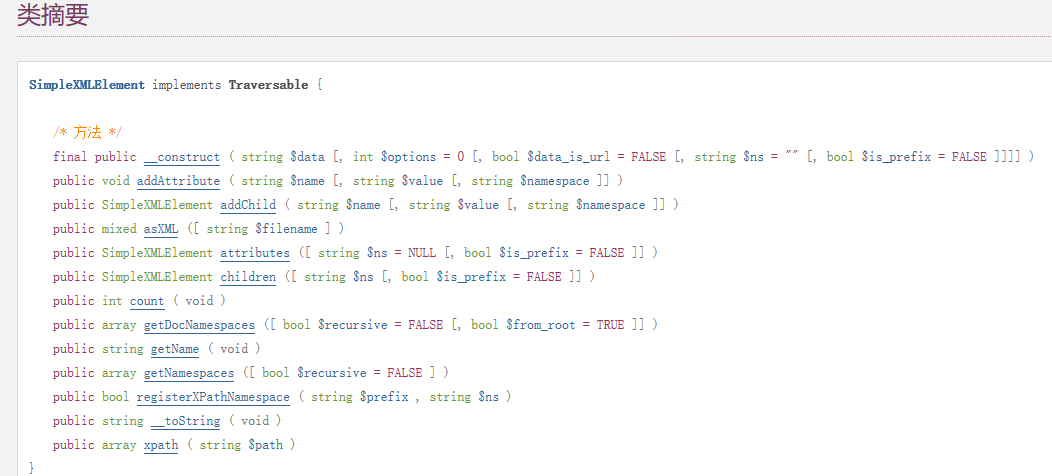 类摘要
SimpleXMLElement implements Traversable {
/* 方法 */
final public __construct ( string $data [, int $options = 0 [, bool $data_is_url = FALSE [, string $ns = "" [, bool $is_prefix = FALSE ]]]] )
public void addAttribute ( string $name [, string $value [, string $namespace ]] )
public SimpleXMLElement addChild ( string $name [, string $value [, string $namespace ]] )
public mixed asXML ([ string $filename ] )
public SimpleXMLElement attributes ([ string $ns = NULL [, bool $is_prefix = FALSE ]] )
public SimpleXMLElement children ([ string $ns [, bool $is_prefix = FALSE ]] )
public int count ( void )
public array getDocNamespaces ([ bool $recursive = FALSE [, bool $from_root = TRUE ]] )
public string getName ( void )
public array getNamespaces ([ bool $recursive = FALSE ] )
public bool registerXPathNamespace ( string $prefix , string $ns )
public string __toString ( void )
public array xpath ( string $path )
}